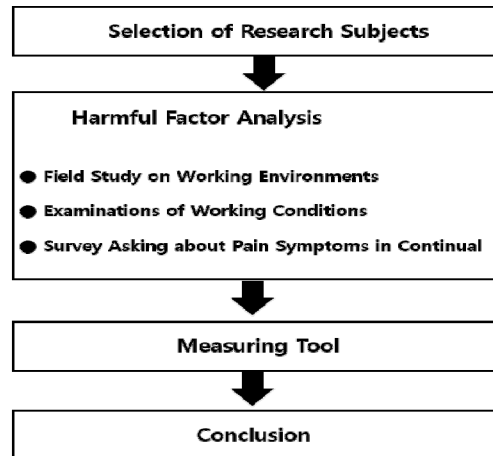 Selection of Research Subjects
Harmful Factor Analysis
● Field Study on Working Environments
● Examinations of Working Conditions
● Survey Asking about Pain Symptoms in Continual
Measuring Tool
Conclusion